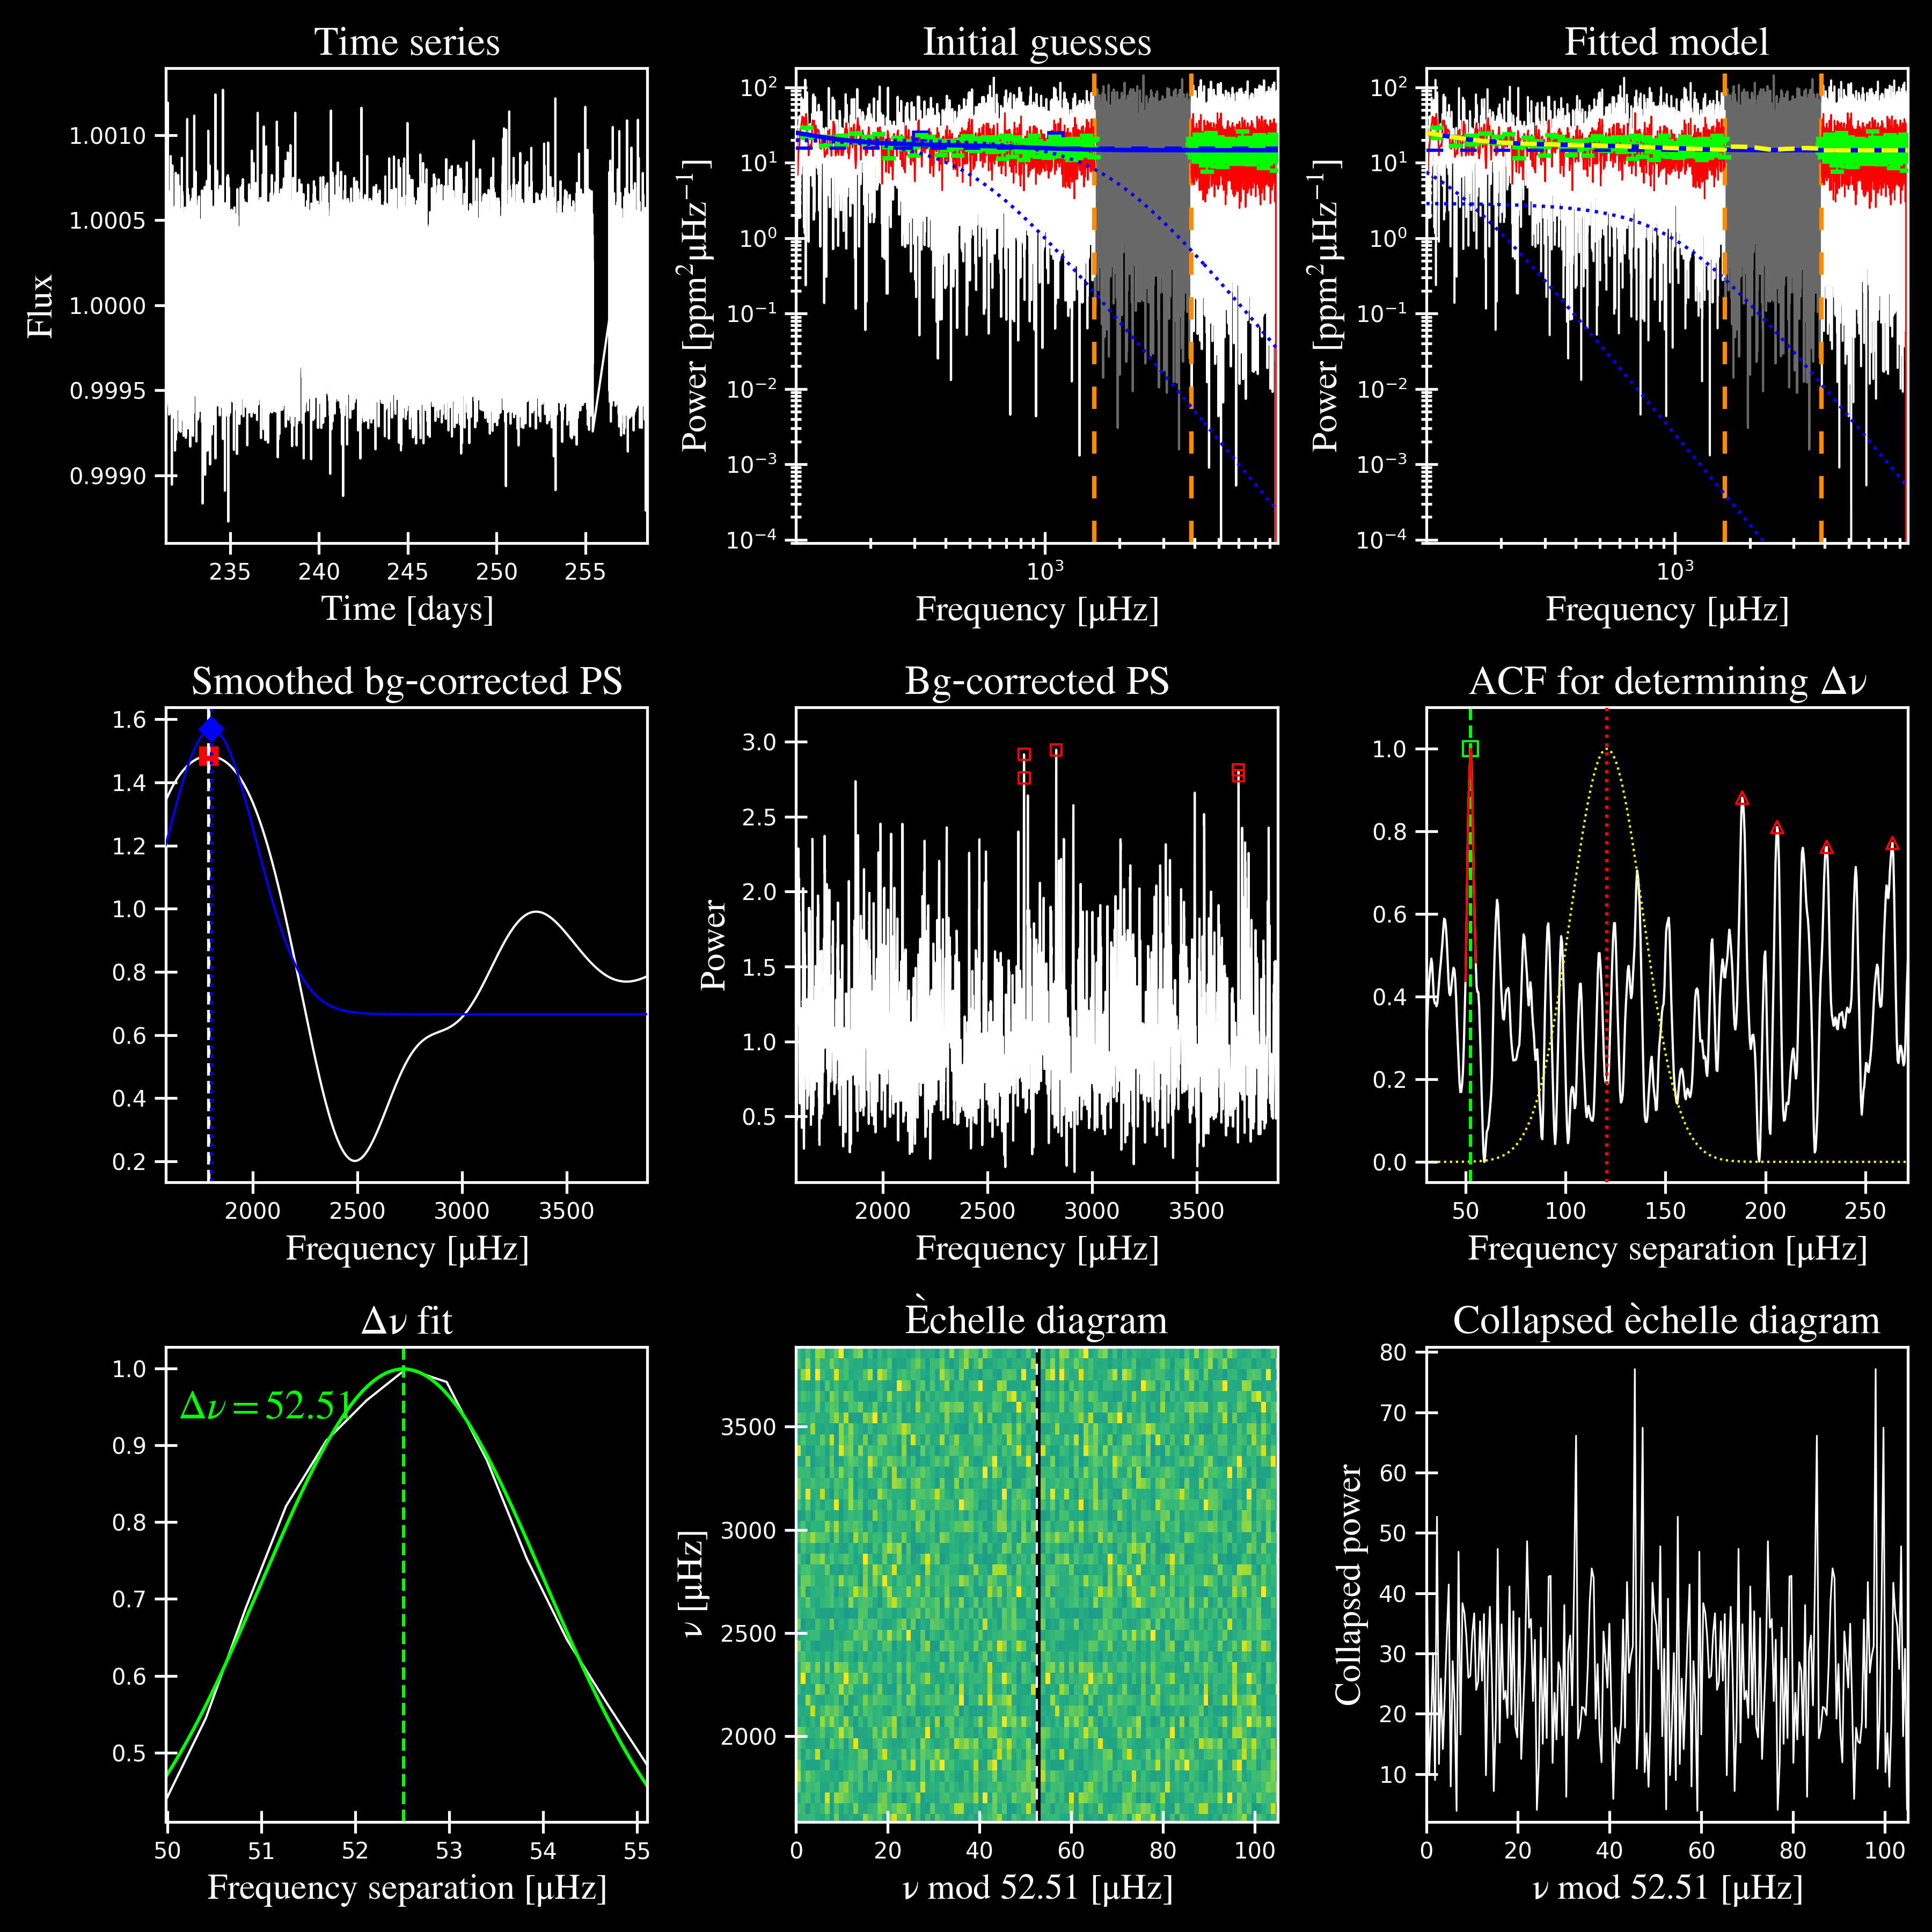 Time series
Initial guesses
Fitted model
Flux
1.0010
1.0005
1.0000
0.9995
0.9990
235 240 245 250 255
Time [days]
Power [ppm²μHz⁻¹]
10²
10¹
10⁰
10⁻¹
10⁻²
10⁻³
10⁻⁴
10³
Frequency [μHz]
Power [ppm²μHz⁻¹]
10²
10¹
10⁰
10⁻¹
10⁻²
10⁻³
10⁻⁴
10³
Frequency [μHz]
Smoothed bg-corrected PS
Bg-corrected PS
ACF for determining Δν
1.6
1.4
1.2
1.0
0.8
0.6
0.4
0.2
2000 2500 3000 3500
Frequency [μHz]
Power
3.0
2.5
2.0
1.5
1.0
0.5
2000 2500 3000 3500
Frequency [μHz]
1.0
0.8
0.6
0.4
0.2
0.0
50 100 150 200 250
Frequency separation [μHz]
Δν fit
Èchelle diagram
Collapsed èchelle diagram
1.0
0.9
0.8
0.7
0.6
0.5
Δν = 52.51
50 51 52 53 54 55
Frequency separation [μHz]
ν [μHz]
3500
3000
2500
2000
0 20 40 60 80 100
ν mod 52.51 [μHz]
Collapsed power
80
70
60
50
40
30
20
10
0 20 40 60 80 100
ν mod 52.51 [μHz]